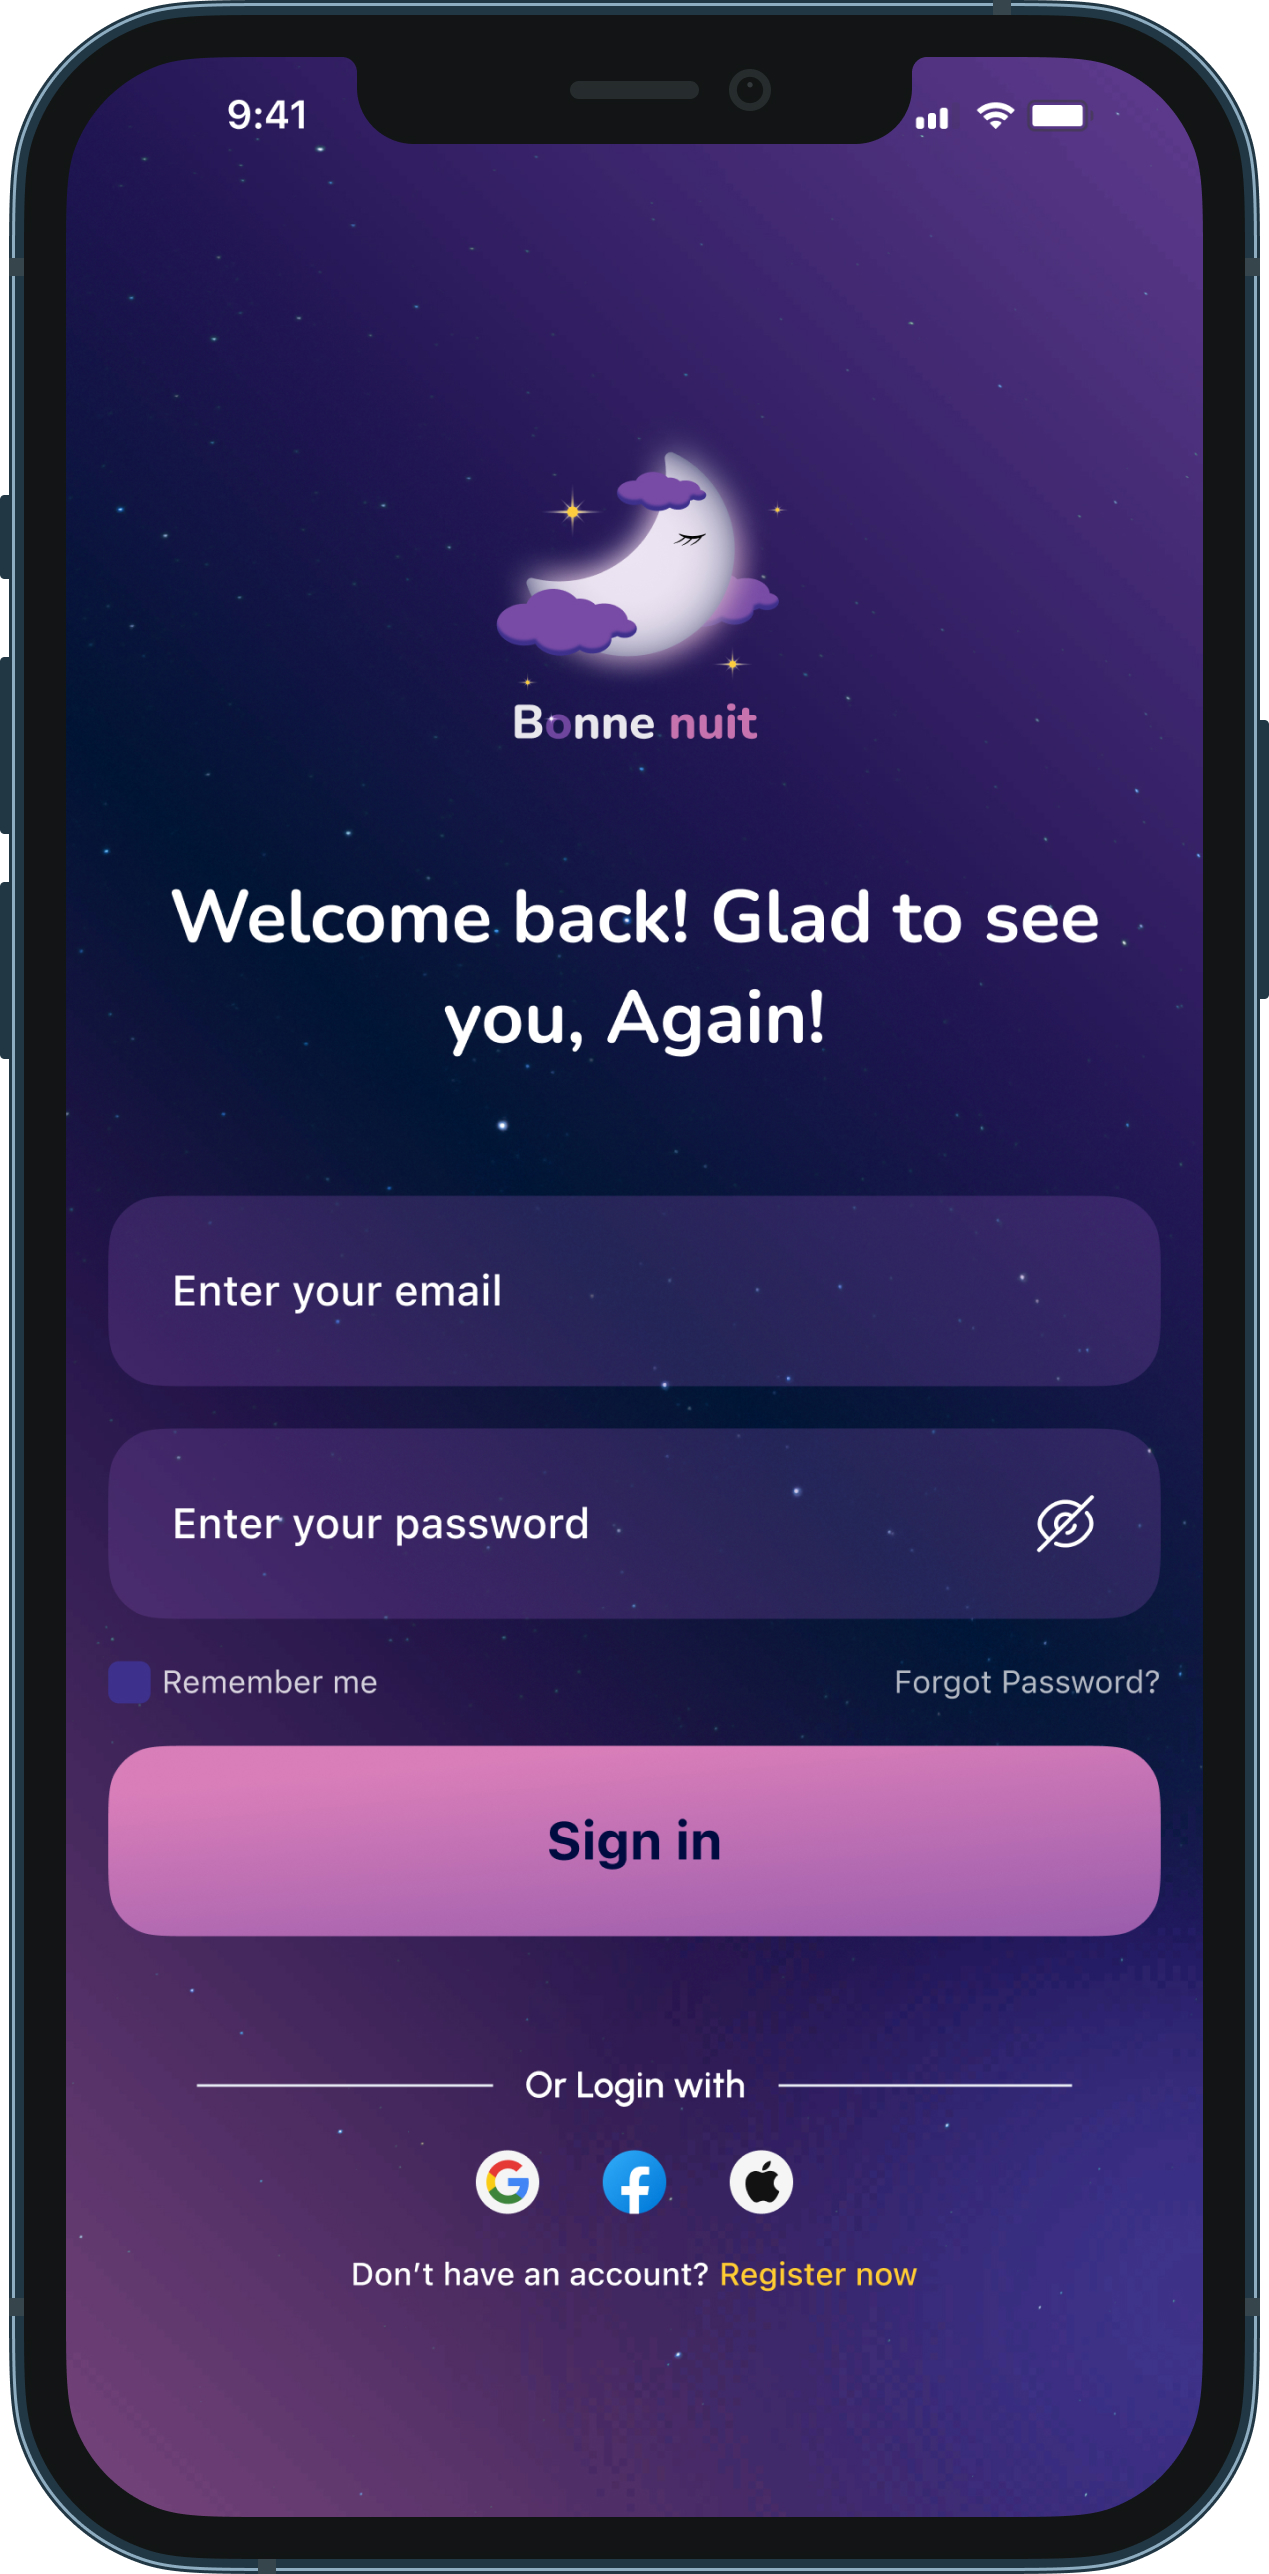 9:41
Bonne nuit
Welcome back! Glad to see
you, Again!
Enter your email
Enter your password
Remember me
Forgot Password?
Sign in
Or Login with
Don't have an account? Register now